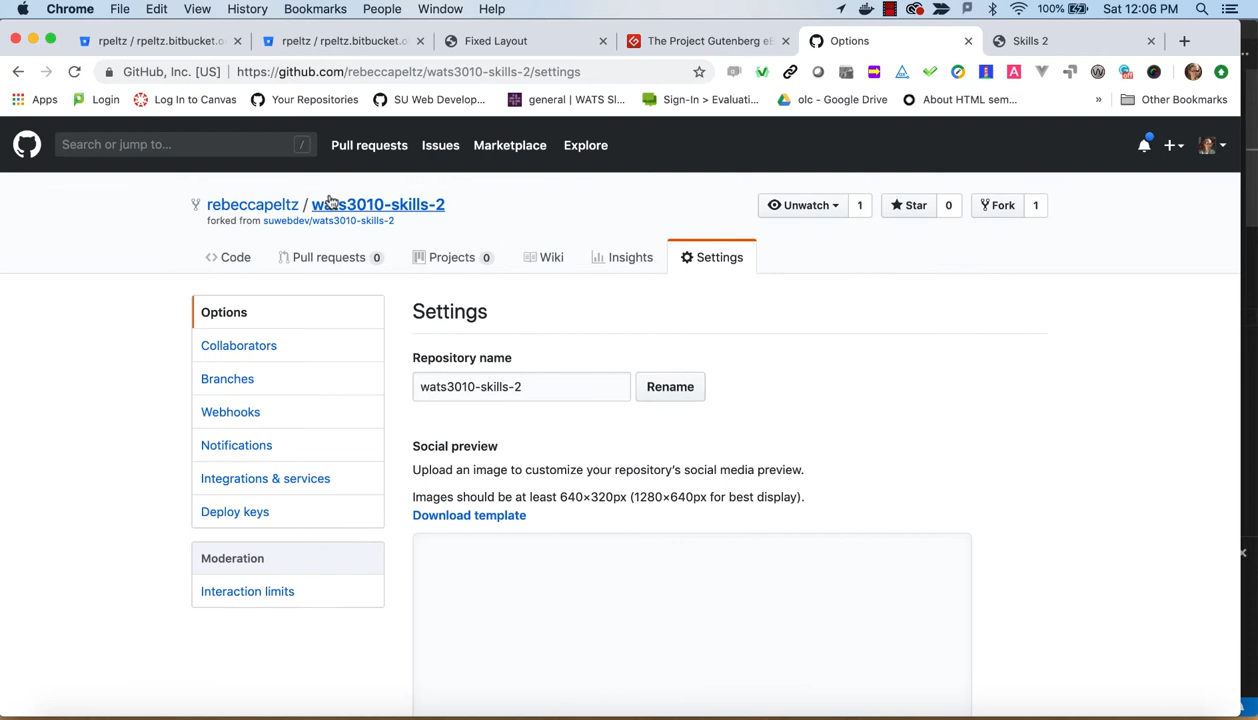 Chrome File Edit View History Bookmarks People Window Help 100% Sat 12:06 PM
rpeltz / rpeltz.bitbucket.o rpeltz / rpeltz.bitbucket.o Fixed Layout The Project Gutenberg eB Options Skills 2
GitHub, Inc. [US] https://github.com/rebeccapeltz/wats3010-skills-2/settings
Apps Login Log In to Canvas Your Repositories SU Web Develop... general | WATS Sl... Sign-In > Evaluati... olc - Google Drive About HTML sem... » Other Bookmarks
Search or jump to... / Pull requests Issues Marketplace Explore
rebeccapeltz / wats3010-skills-2 Unwatch 1 Star 0 Fork 1
forked from suwebdev/wats3010-skills-2
Code Pull requests 0 Projects 0 Wiki Insights Settings
Options
Collaborators
Branches
Webhooks
Notifications
Integrations & services
Deploy keys
Moderation
Interaction limits
Settings
Repository name
wats3010-skills-2 Rename
Social preview
Upload an image to customize your repository's social media preview.
Images should be at least 640×320px (1280×640px for best display).
Download template